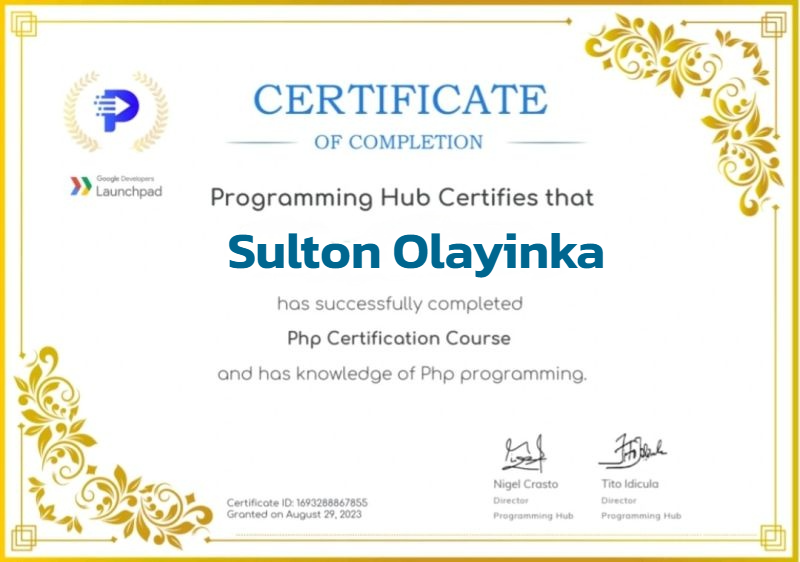 CERTIFICATE
OF COMPLETION
Google Developers
Launchpad
Programming Hub Certifies that
Sulton Olayinka
has successfully completed
Php Certification Course
and has knowledge of Php programming.
Nigel Crasto
Director
Programming Hub
Tito Idicula
Director
Programming Hub
Certificate ID: 1693288867855
Granted on August 29, 2023